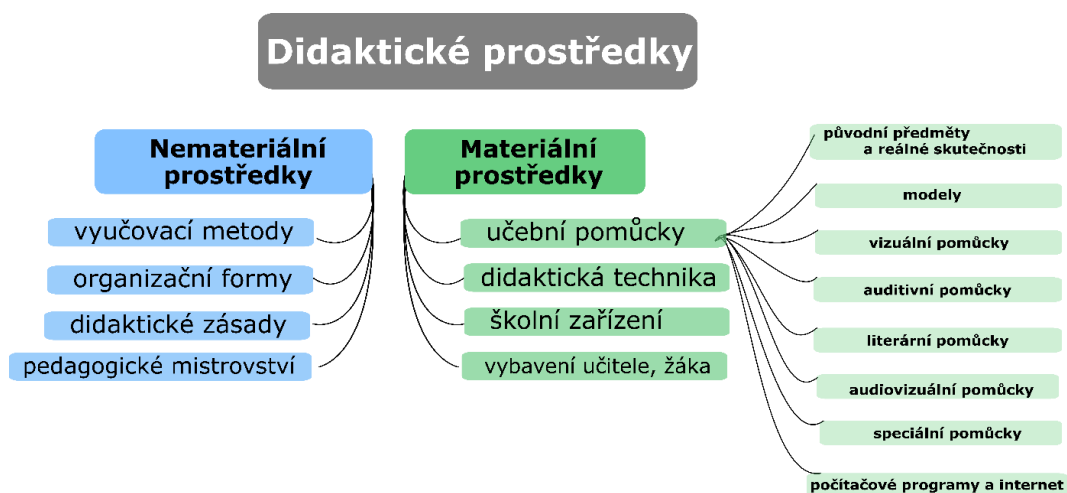 Didaktické prostředky
Nemateriální
prostředky
vyučovací metody
organizační formy
didaktické zásady
pedagogické mistrovství
Materiální
prostředky
učební pomůcky
didaktická technika
školní zařízení
vybavení učitele, žáka
původní předměty
a reálné skutečnosti
modely
vizuální pomůcky
auditivní pomůcky
literární pomůcky
audiovizuální pomůcky
speciální pomůcky
počítačové programy a internet